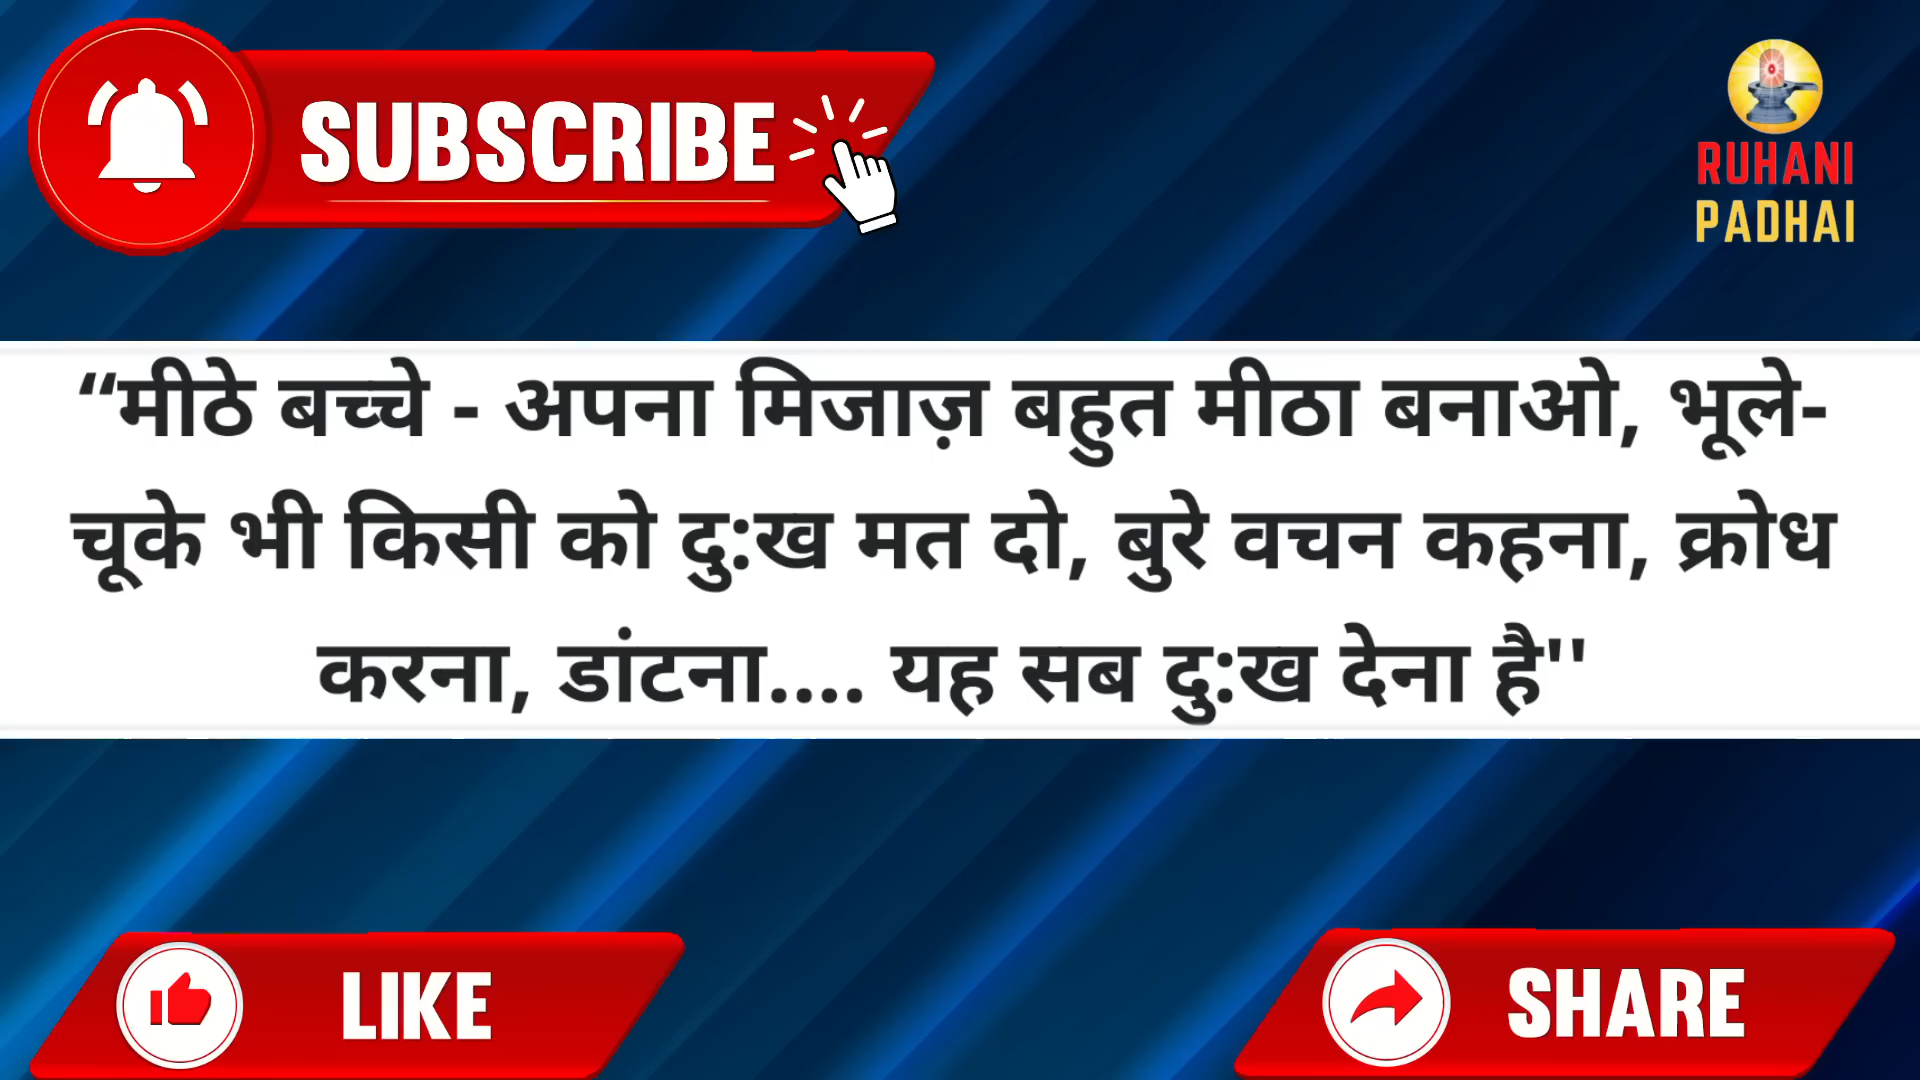 SUBSCRIBE
RUHANI
PADHAI
“मीठे बच्चे - अपना मिजाज़ बहुत मीठा बनाओ, भूले-
चूके भी किसी को दु:ख मत दो, बुरे वचन कहना, क्रोध
करना, डांटना.... यह सब दु:ख देना है''
LIKE
SHARE